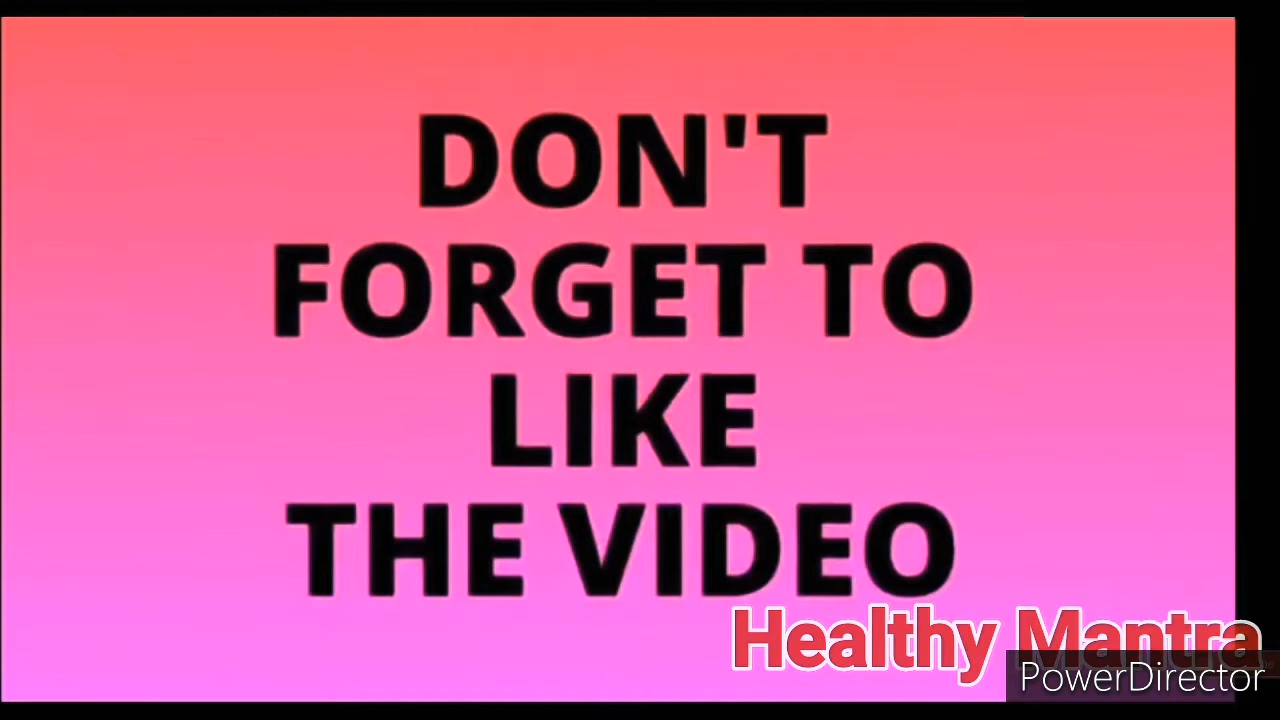 DON'T
FORGET TO
LIKE
THE VIDEO
Healthy Mantra
PowerDirector